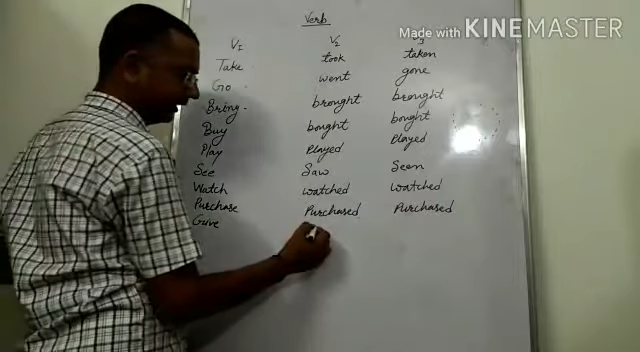 Made with KINEMASTER
Verb
V1 V2 V3
Take took taken
Go went gone
Bring brought brought
Buy bought bought
Play Played Played
See Saw Seen
Watch watched watched
Purchase Purchased Purchased
Give